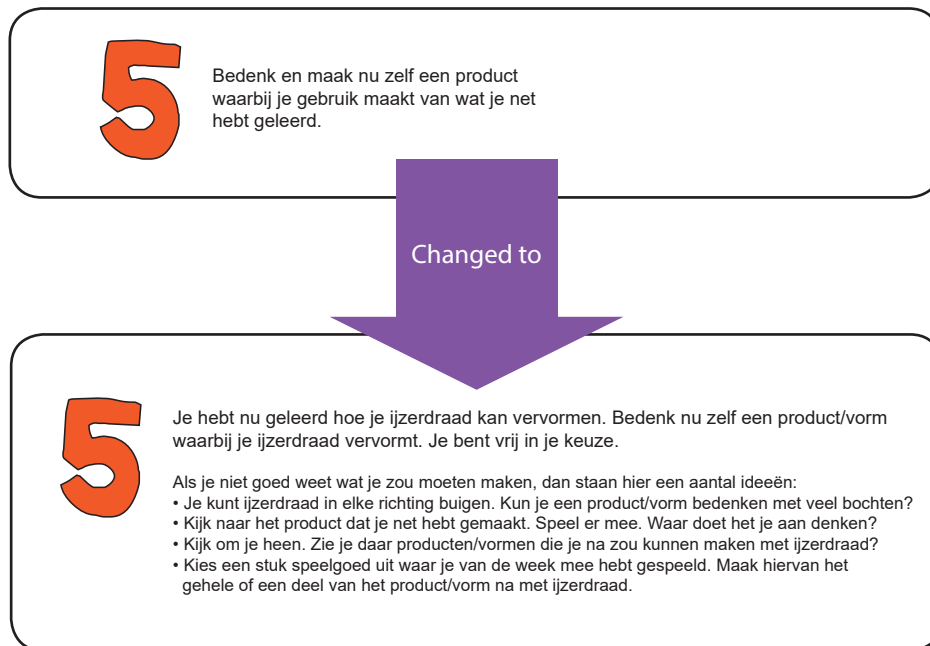 5
Bedenk en maak nu zelf een product
waarbij je gebruik maakt van wat je net
hebt geleerd.
Changed to
5
Je hebt nu geleerd hoe je ijzerdraad kan vervormen. Bedenk nu zelf een product/vorm
waarbij je ijzerdraad vervormt. Je bent vrij in je keuze.
Als je niet goed weet wat je zou moeten maken, dan staan hier een aantal ideeën:
• Je kunt ijzerdraad in elke richting buigen. Kun je een product/vorm bedenken met veel bochten?
• Kijk naar het product dat je net hebt gemaakt. Speel er mee. Waar doet het je aan denken?
• Kijk om je heen. Zie je daar producten/vormen die je na zou kunnen maken met ijzerdraad?
• Kies een stuk speelgoed uit waar je van de week mee hebt gespeeld. Maak hiervan het
gehele of een deel van het product/vorm na met ijzerdraad.